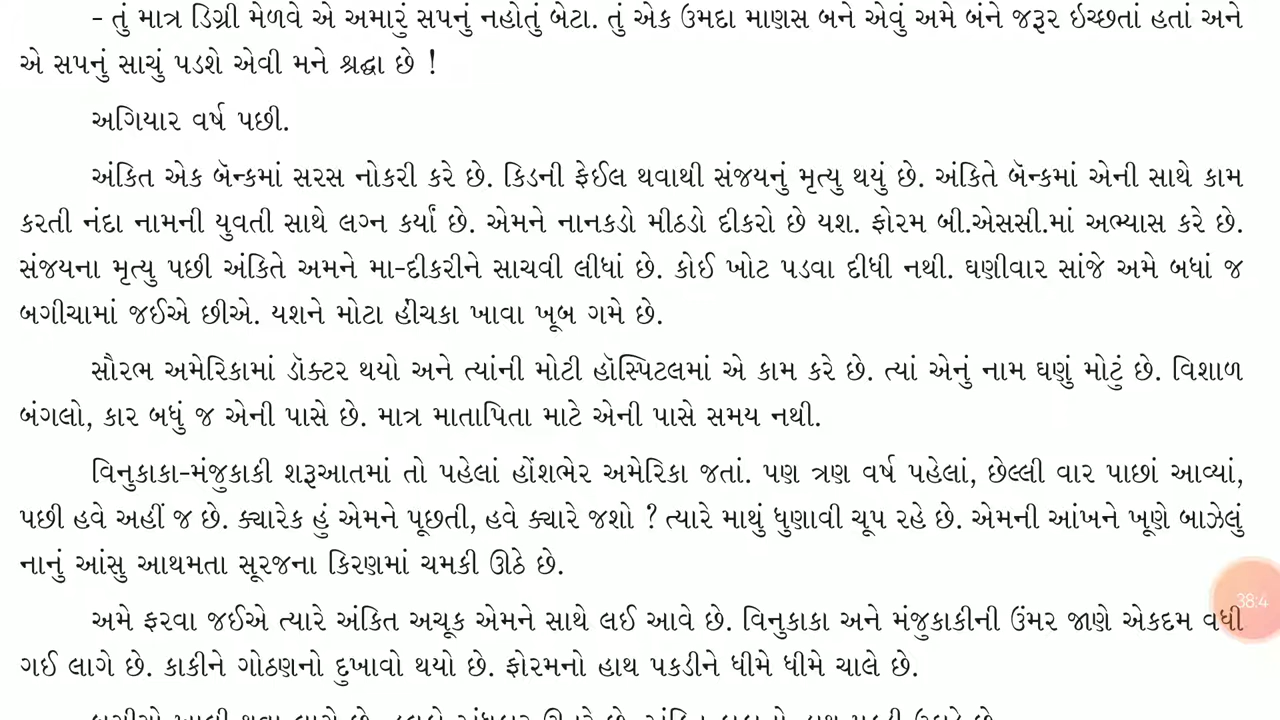 - તું માત્ર ડિગ્રી મેળવે એ અમારું સપનું નહોતું બેટા. તું એક ઉમદા માણસ બને એવું અમે બંને જરૂર ઇચ્છતાં હતાં અને
એ સપનું સાચું પડશે એવી મને શ્રદ્ધા છે !
અગિયાર વર્ષ પછી.
અંકિત એક બૅન્કમાં સરસ નોકરી કરે છે. કિડની ફેઈલ થવાથી સંજયનું મૃત્યુ થયું છે. અંકિતે બૅન્કમાં એની સાથે કામ
કરતી નંદા નામની યુવતી સાથે લગ્ન કર્યાં છે. એમને નાનકડો મીઠડો દીકરો છે યશ. ફોરમ બી.એસસી.માં અભ્યાસ કરે છે.
સંજયના મૃત્યુ પછી અંકિતે અમને મા-દીકરીને સાચવી લીધાં છે. કોઈ ખોટ પડવા દીધી નથી. ઘણીવાર સાંજે અમે બધાં જ
બગીચામાં જઈએ છીએ. યશને મોટા હીંચકા ખાવા ખૂબ ગમે છે.
સૌરભ અમેરિકામાં ડૉક્ટર થયો અને ત્યાંની મોટી હૉસ્પિટલમાં એ કામ કરે છે. ત્યાં એનું નામ ઘણું મોટું છે. વિશાળ
બંગલો, કાર બધું જ એની પાસે છે. માત્ર માતાપિતા માટે એની પાસે સમય નથી.
વિનુકાકા-મંજુકાકી શરૂઆતમાં તો પહેલાં હોંશભેર અમેરિકા જતાં. પણ ત્રણ વર્ષ પહેલાં, છેલ્લી વાર પાછાં આવ્યાં,
પછી હવે અહીં જ છે. ક્યારેક હું એમને પૂછતી, હવે ક્યારે જશો ? ત્યારે માથું ધુણાવી ચૂપ રહે છે. એમની આંખને ખૂણે બાઝેલું
નાનું આંસુ આથમતા સૂરજના કિરણમાં ચમકી ઊઠે છે.
અમે ફરવા જઈએ ત્યારે અંકિત અચૂક એમને સાથે લઈ આવે છે. વિનુકાકા અને મંજુકાકીની ઉંમર જાણે એકદમ વધી
ગઈ લાગે છે. કાકીને ગોઠણનો દુખાવો થયો છે. ફોરમનો હાથ પકડીને ધીમે ધીમે ચાલે છે.
38:4